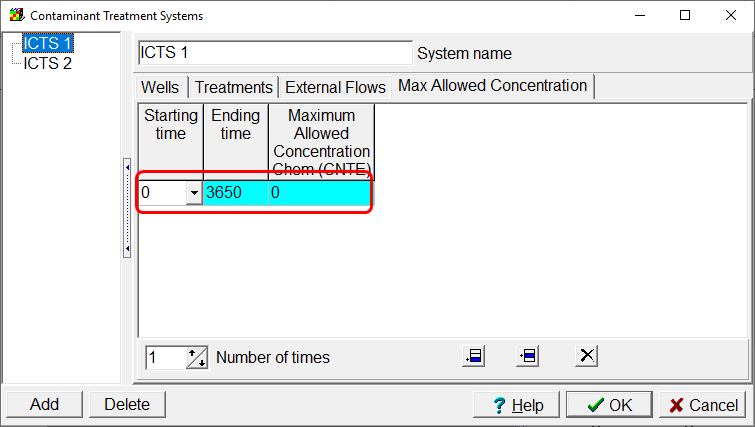 Contaminant Treatment Systems
ICTS 1
ICTS 2
ICTS 1 System name
Wells Treatments External Flows Max Allowed Concentration
Starting time
Ending time
Maximum Allowed Concentration Chem (CNTE)
0 3650 0
1 Number of times
Add Delete Help OK Cancel